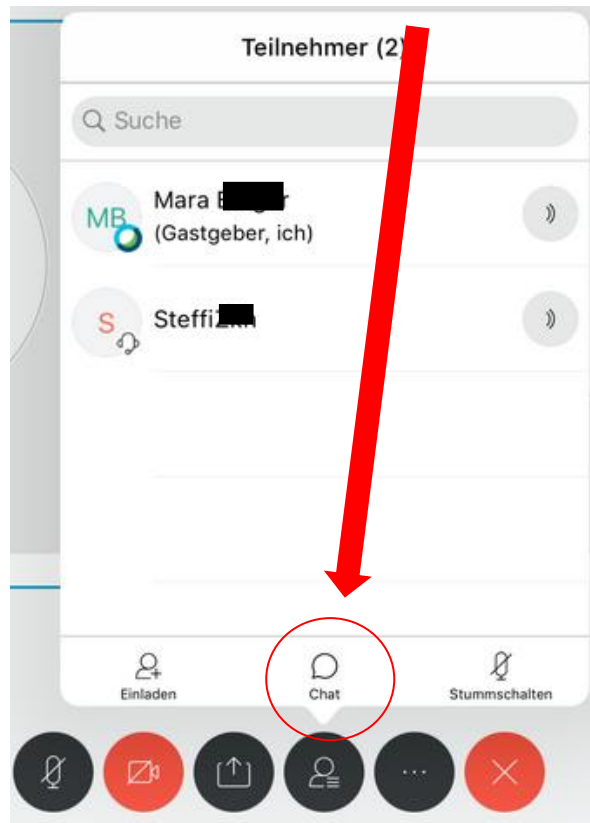 Teilnehmer (2)
Suche
MB
Mara
(Gastgeber, ich)
S
Steffi
Einladen
Chat
Stummschalten